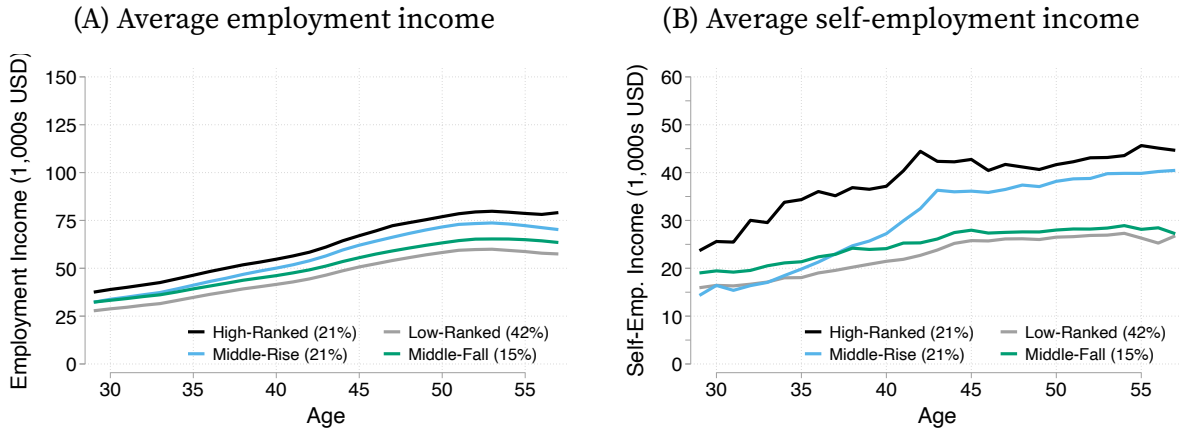 (A) Average employment income
Employment Income (1,000s USD)
150
125
100
75
50
25
0
High-Ranked (21%)
Low-Ranked (42%)
Middle-Rise (21%)
Middle-Fall (15%)
30 35 40 45 50 55
Age
(B) Average self-employment income
Self-Emp. Income (1,000s USD)
60
50
40
30
20
10
0
High-Ranked (21%)
Low-Ranked (42%)
Middle-Rise (21%)
Middle-Fall (15%)
30 35 40 45 50 55
Age